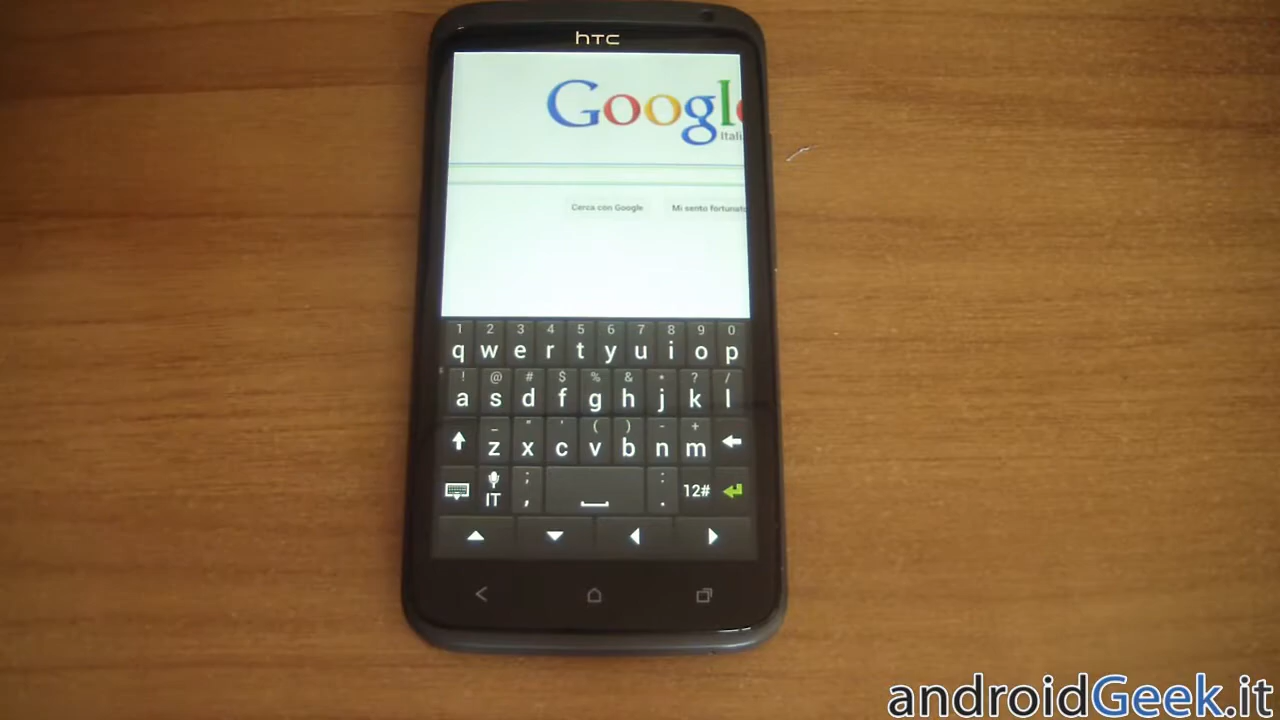 hTC
Google
Itali
Cerca con Google Mi sento fortunato
1 2 3 4 5 6 7 8 9 0
q w e r t y u i o p
! @ # $ % & * ? /
a s d f g h j k l
_ " ' ( ) - +
z x c v b n m
; :
IT , . 12#
androidGeek.it